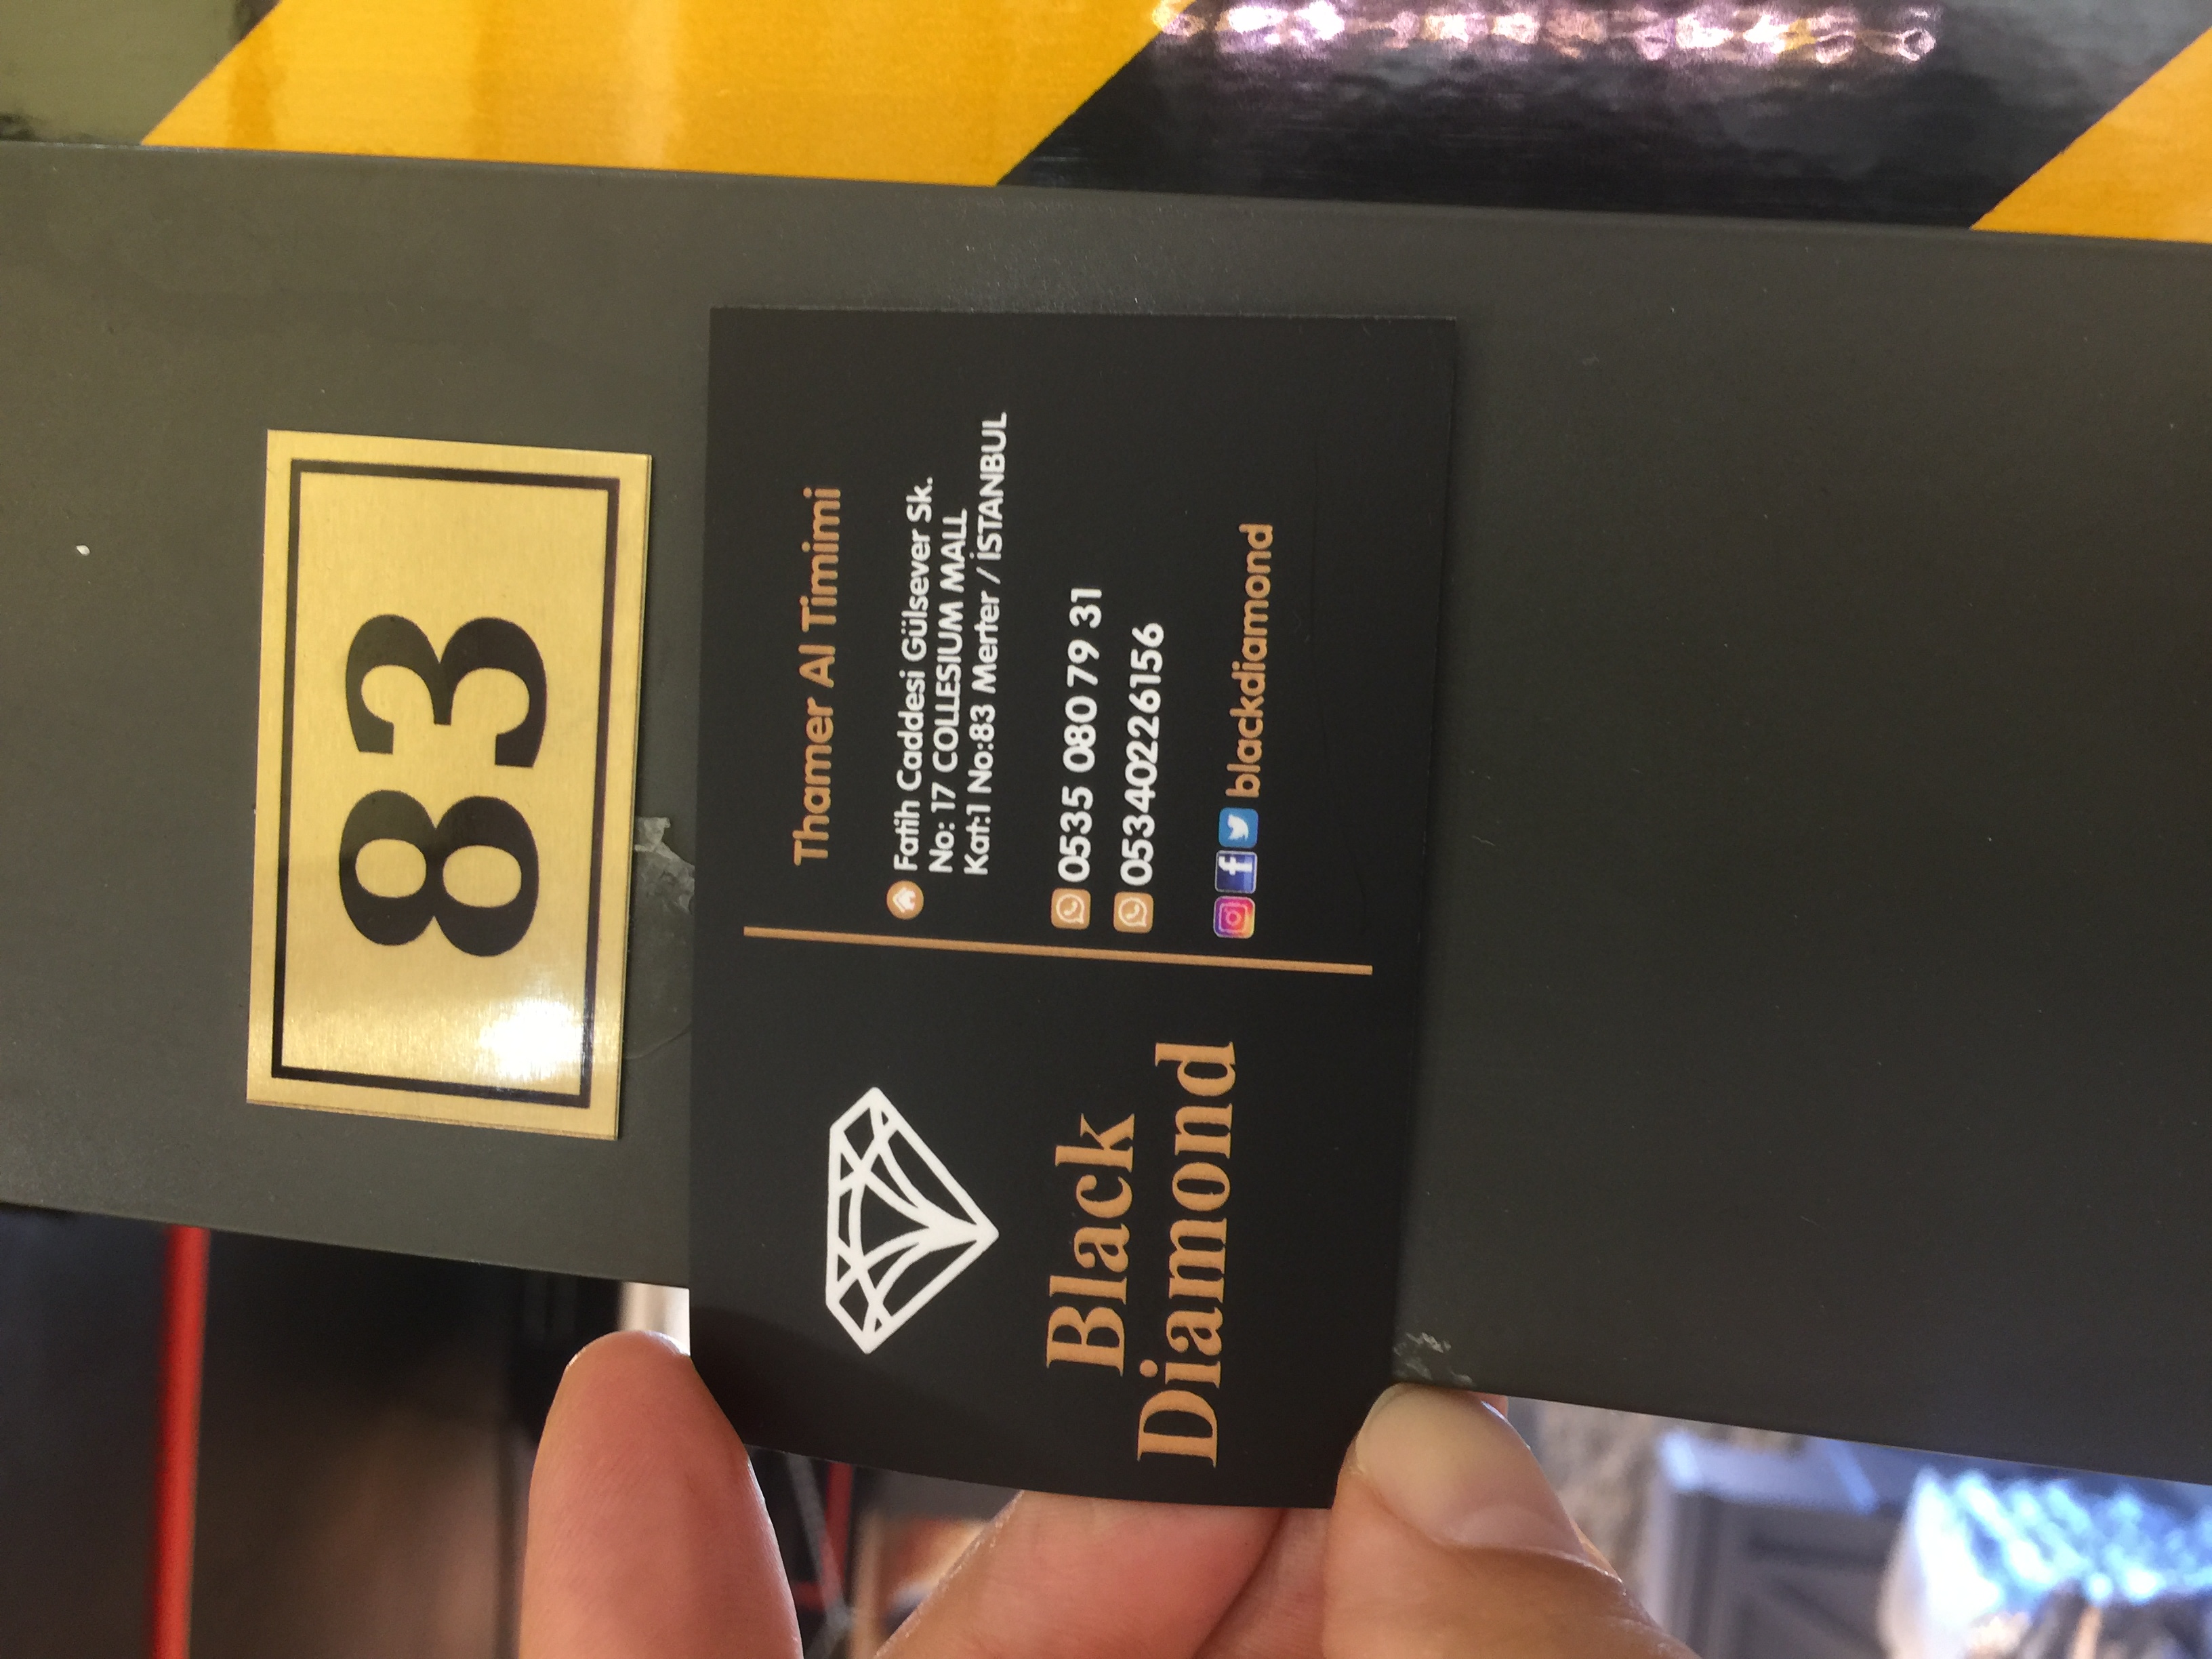 83
Black
Diamond
Thamer Al Timimi
Fatih Caddesi Gülsever Sk.
No: 17 COLLESIUM MALL
Kat:1 No:83 Merter / İSTANBUL
0535 080 79 31
05340226156
blackdiamond